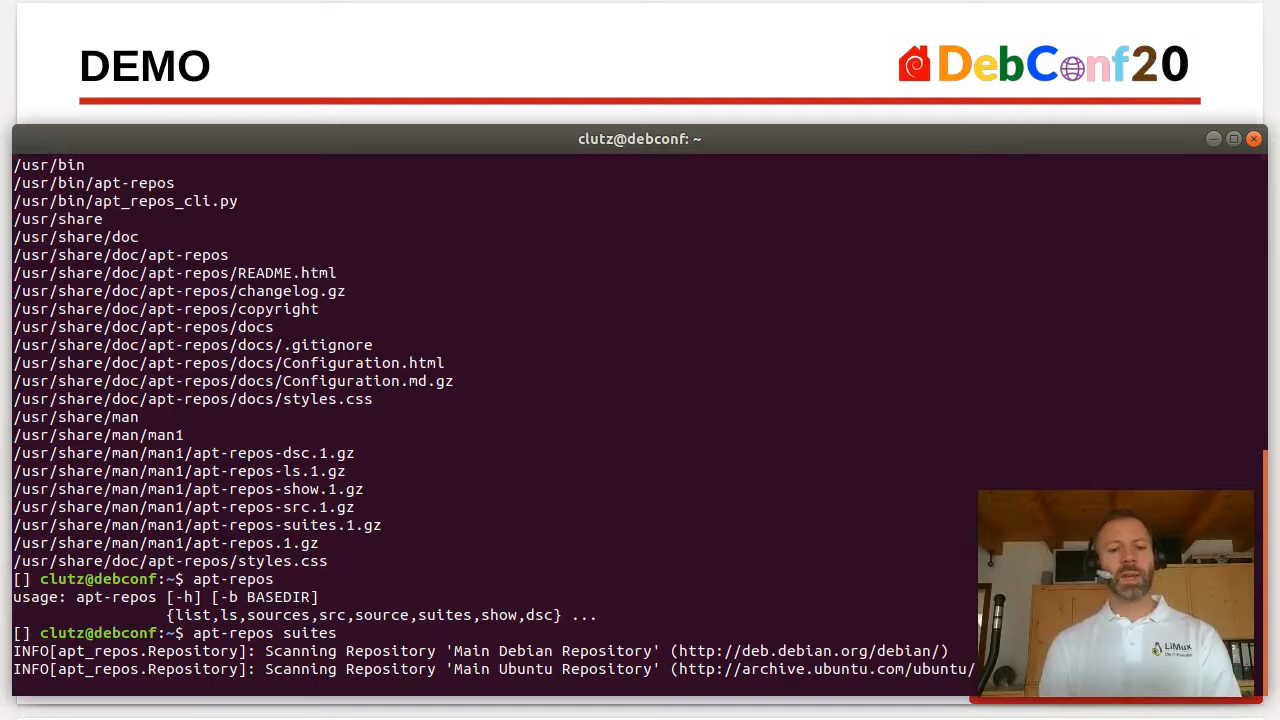 DEMO
DebConf20
clutz@debconf: ~
/usr/bin
/usr/bin/apt-repos
/usr/bin/apt_repos_cli.py
/usr/share
/usr/share/doc
/usr/share/doc/apt-repos
/usr/share/doc/apt-repos/README.html
/usr/share/doc/apt-repos/changelog.gz
/usr/share/doc/apt-repos/copyright
/usr/share/doc/apt-repos/docs
/usr/share/doc/apt-repos/docs/.gitignore
/usr/share/doc/apt-repos/docs/Configuration.html
/usr/share/doc/apt-repos/docs/Configuration.md.gz
/usr/share/doc/apt-repos/docs/styles.css
/usr/share/man
/usr/share/man/man1
/usr/share/man/man1/apt-repos-dsc.1.gz
/usr/share/man/man1/apt-repos-ls.1.gz
/usr/share/man/man1/apt-repos-show.1.gz
/usr/share/man/man1/apt-repos-src.1.gz
/usr/share/man/man1/apt-repos-suites.1.gz
/usr/share/man/man1/apt-repos.1.gz
/usr/share/doc/apt-repos/styles.css
[] clutz@debconf:~$ apt-repos
usage: apt-repos [-h] [-b BASEDIR]
{list,ls,sources,src,source,suites,show,dsc} ...
[] clutz@debconf:~$ apt-repos suites
INFO[apt_repos.Repository]: Scanning Repository 'Main Debian Repository' (http://deb.debian.org/debian/)
INFO[apt_repos.Repository]: Scanning Repository 'Main Ubuntu Repository' (http://archive.ubuntu.com/ubuntu/
LiMux